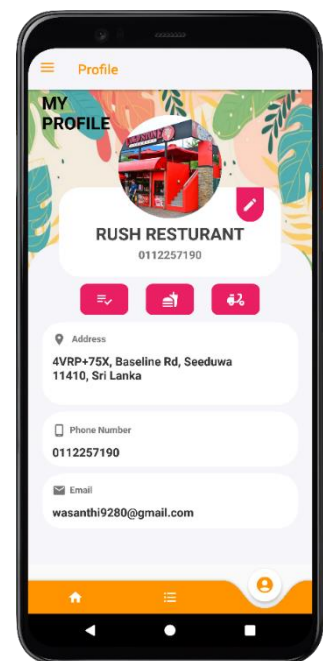 Profile
MY
PROFILE
RUSH RESTURANT
0112257190
Address
4VRP+75X, Baseline Rd, Seeduwa
11410, Sri Lanka
Phone Number
0112257190
Email
wasanthi9280@gmail.com